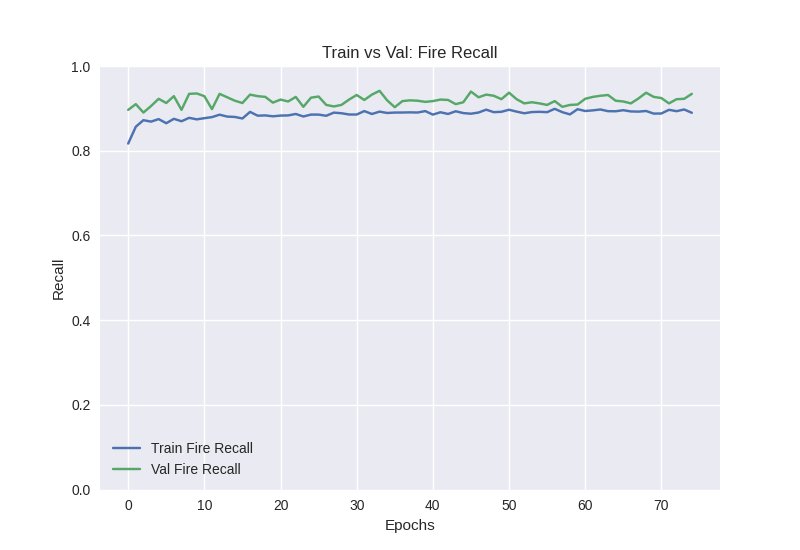 Train vs Val: Fire Recall
1.0
0.8
0.6
0.4
0.2
0.0
Recall
Train Fire Recall
Val Fire Recall
0 10 20 30 40 50 60 70
Epochs